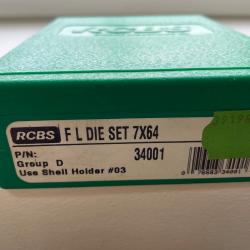 RCBS
RCBS F L DIE SET 7X64
P/N: 34001
Group D
Use Shell Holder #03